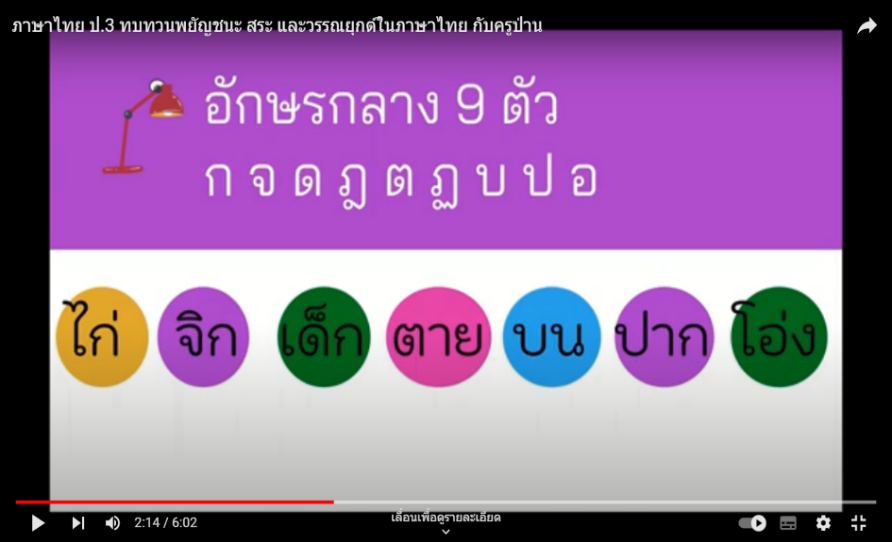 ภาษาไทย ป.3 ทบทวนพยัญชนะ สระ และวรรณยุกต์ในภาษาไทย กับครูป่าน
อักษรกลาง 9 ตัว
ก จ ด ฎ ต ฏ บ ป อ
ไก่ จิก เด็ก ตาย บน ปาก โอ่ง
2:14 / 6:02
เลื่อนเพื่อดูรายละเอียด